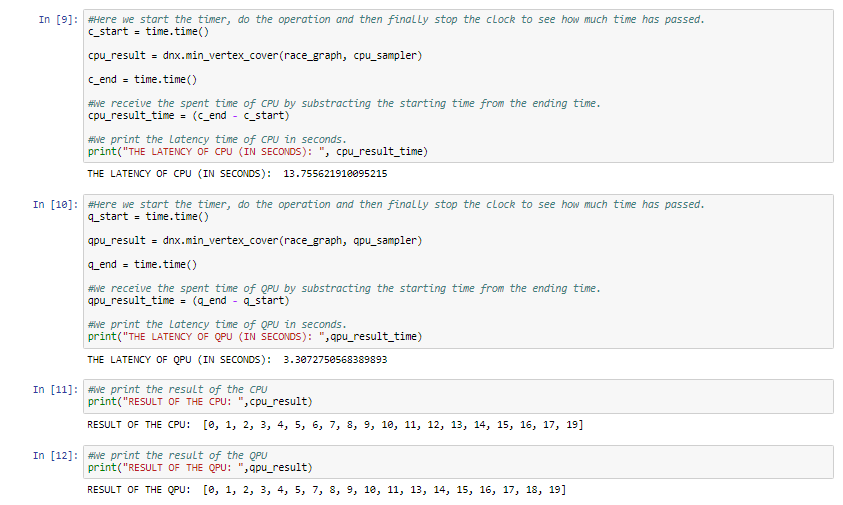 In [9]: #Here we start the timer, do the operation and then finally stop the clock to see how much time has passed.
c_start = time.time()
cpu_result = dnx.min_vertex_cover(race_graph, cpu_sampler)
c_end = time.time()
#We receive the spent time of CPU by substracting the starting time from the ending time.
cpu_result_time = (c_end - c_start)
#We print the latency time of CPU in seconds.
print("THE LATENCY OF CPU (IN SECONDS): ", cpu_result_time)
THE LATENCY OF CPU (IN SECONDS):  13.755621910095215
In [10]: #Here we start the timer, do the operation and then finally stop the clock to see how much time has passed.
q_start = time.time()
qpu_result = dnx.min_vertex_cover(race_graph, qpu_sampler)
q_end = time.time()
#We receive the spent time of QPU by substracting the starting time from the ending time.
qpu_result_time = (q_end - q_start)
#We print the latency time of QPU in seconds.
print("THE LATENCY OF QPU (IN SECONDS): ",qpu_result_time)
THE LATENCY OF QPU (IN SECONDS):  3.3072750568389893
In [11]: #We print the result of the CPU
print("RESULT OF THE CPU: ",cpu_result)
RESULT OF THE CPU:  [0, 1, 2, 3, 4, 5, 6, 7, 8, 9, 10, 11, 12, 13, 14, 15, 16, 17, 19]
In [12]: #We print the result of the QPU
print("RESULT OF THE QPU: ",qpu_result)
RESULT OF THE QPU:  [0, 1, 2, 3, 4, 5, 7, 8, 9, 10, 11, 13, 14, 15, 16, 17, 18, 19]